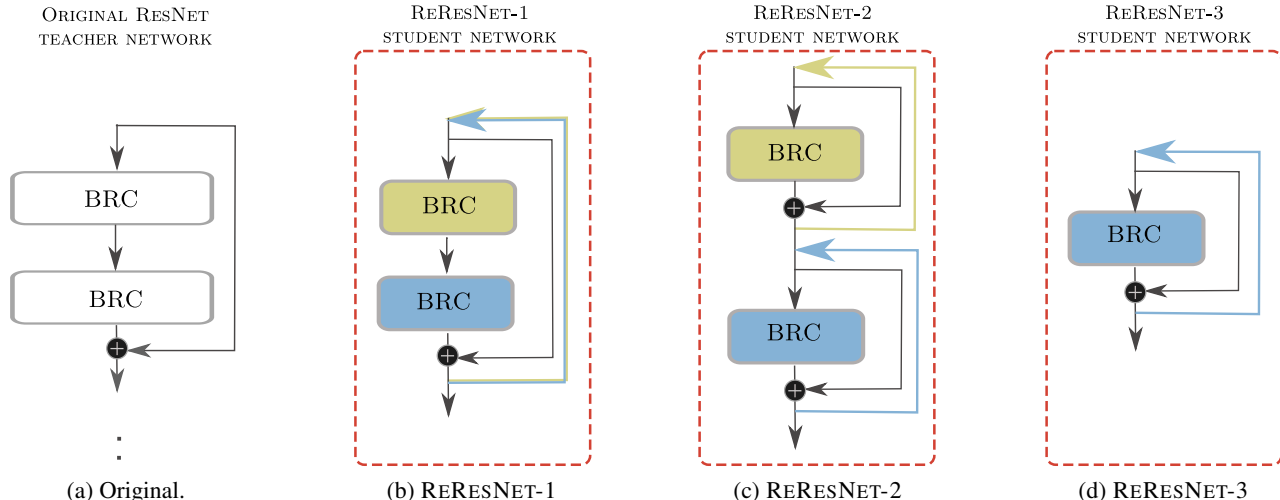 ORIGINAL RESNET
TEACHER NETWORK
BRC
BRC
(a) Original.
RERESNET-1
STUDENT NETWORK
BRC
BRC
(b) RERESNET-1
RERESNET-2
STUDENT NETWORK
BRC
BRC
(c) RERESNET-2
RERESNET-3
STUDENT NETWORK
BRC
(d) RERESNET-3